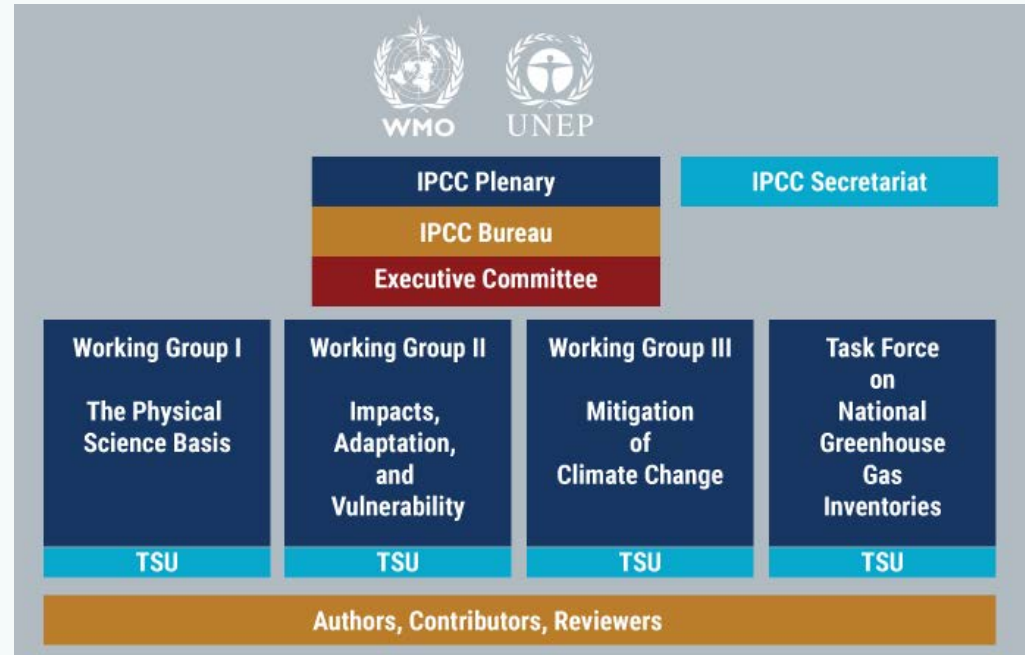 WMO
UNEP
IPCC Plenary
IPCC Secretariat
IPCC Bureau
Executive Committee
Working Group I
The Physical
Science Basis
TSU
Working Group II
Impacts,
Adaptation,
and
Vulnerability
TSU
Working Group III
Mitigation
of
Climate Change
TSU
Task Force
on
National
Greenhouse
Gas
Inventories
TSU
Authors, Contributors, Reviewers